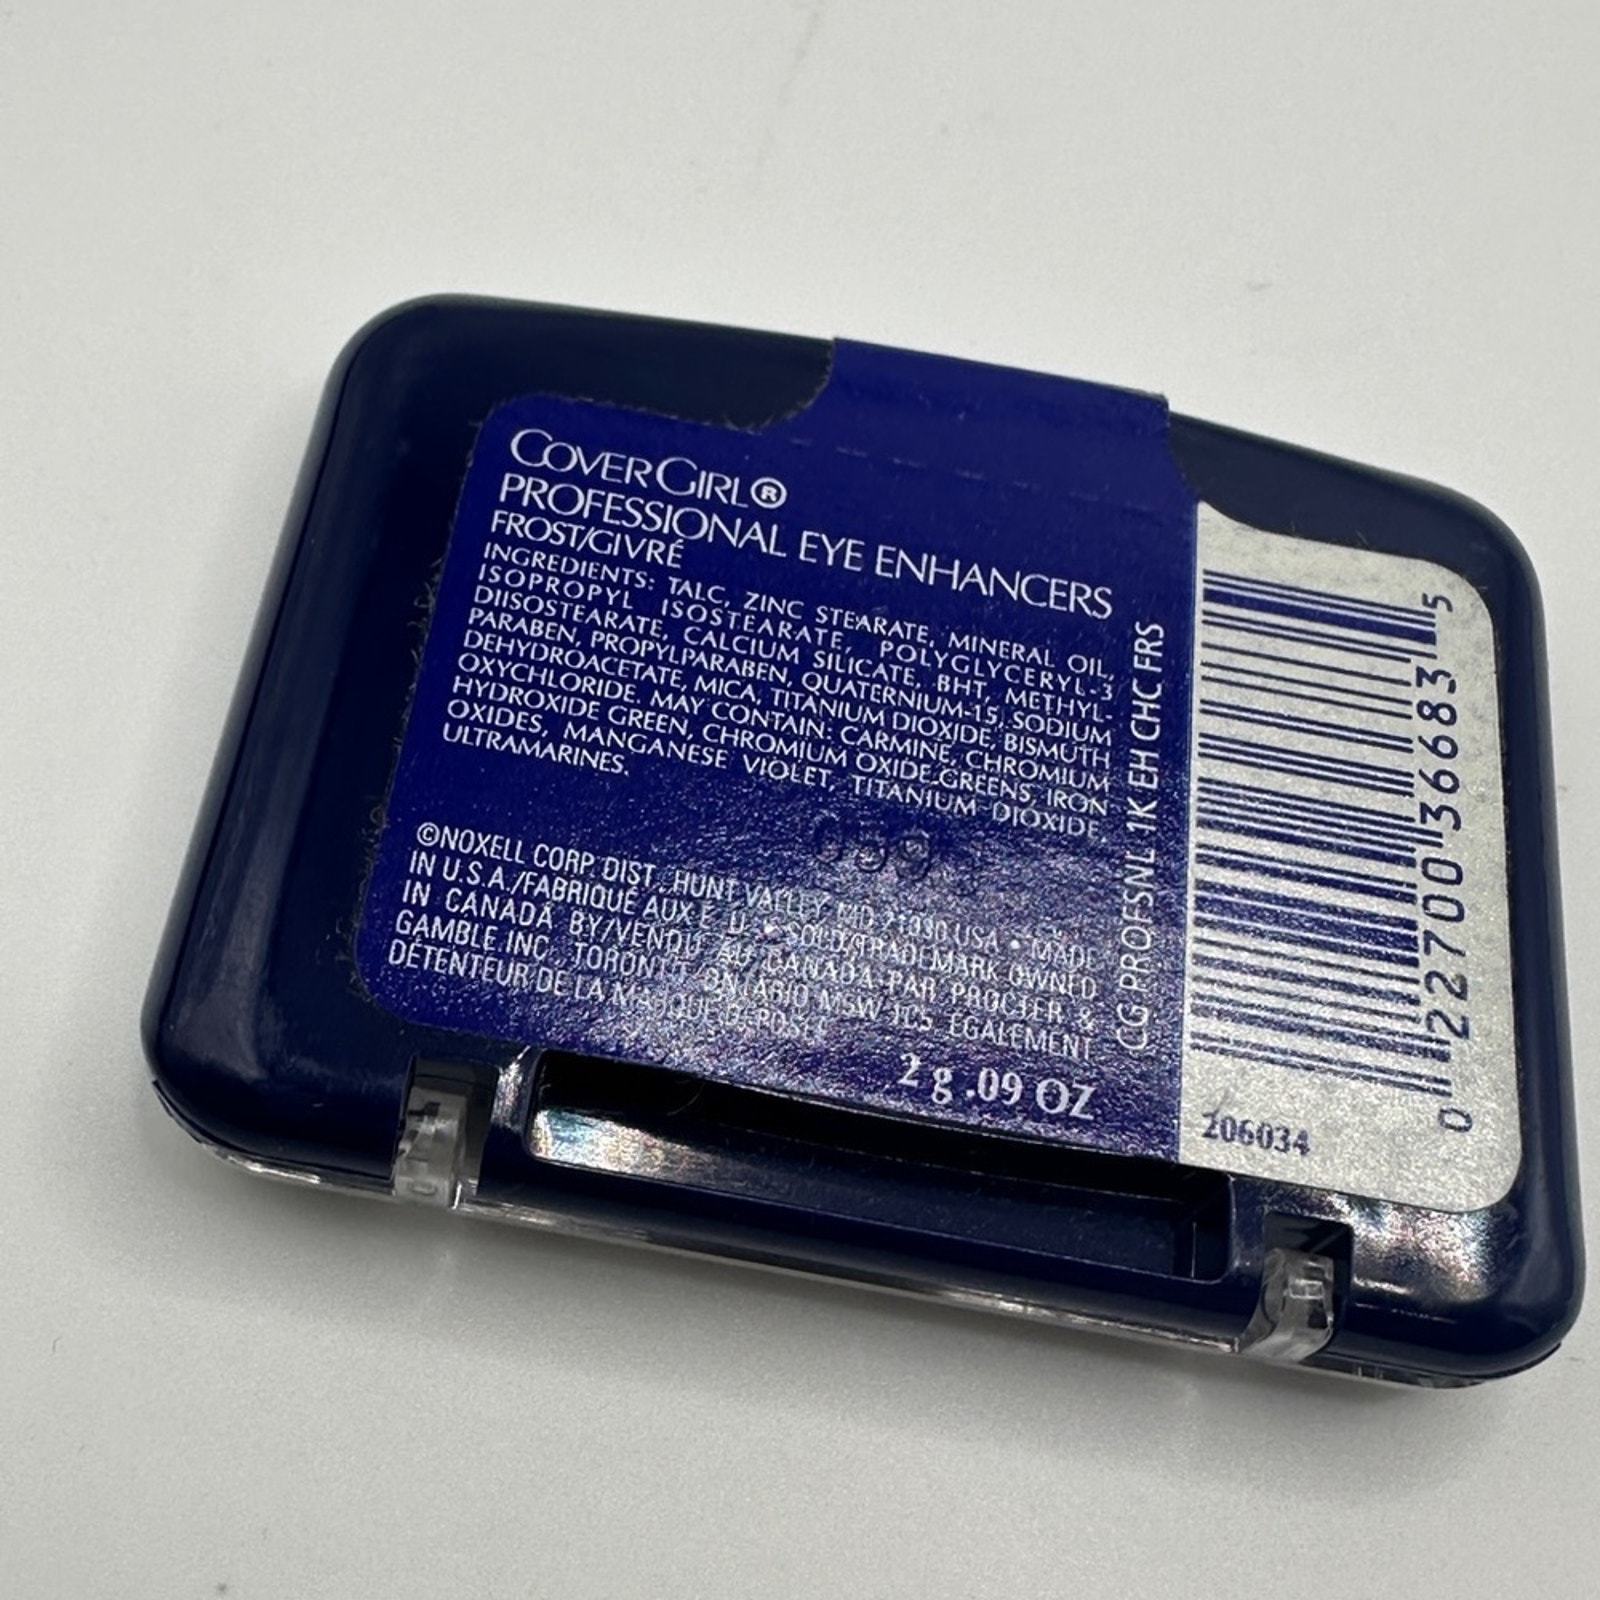 COVERGIRL®
PROFESSIONAL EYE ENHANCERS
FROST/GIVRÉ
INGREDIENTS: TALC, ZINC STEARATE, MINERAL OIL,
ISOPROPYL ISOSTEARATE, POLYGLYCERYL-3
DIISOSTEARATE, CALCIUM SILICATE, BHT, METHYL-
PARABEN, PROPYLPARABEN, QUATERNIUM-15, SODIUM
DEHYDROACETATE, MICA, TITANIUM DIOXIDE, BISMUTH
OXYCHLORIDE. MAY CONTAIN: CARMINE, CHROMIUM
HYDROXIDE GREEN, CHROMIUM OXIDE GREENS, IRON
OXIDES, MANGANESE VIOLET, TITANIUM DIOXIDE,
ULTRAMARINES.
©NOXELL CORP DIST. HUNT VALLEY, MD 21030 USA • MADE
IN U.S.A./FABRIQUÉ AUX É U • SOLD/TRADEMARK OWNED
IN CANADA BY/VENDU AU CANADA PAR PROCTER &
GAMBLE INC. TORONTO/ONTARIO M5W 1C5 EGALEMENT
DÉTENTEUR DE LA MARQUE DÉPOSÉE
2 g .09 OZ
CG PROFSNL 1K EH CHC FRS
0 22700 36683 5
206034